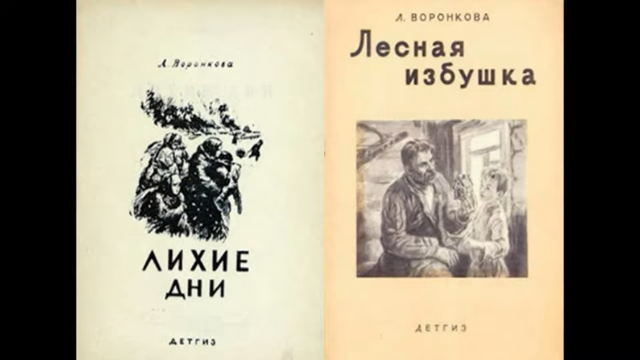 Л. Воронкова
ЛИХИЕ
ДНИ
ДЕТГИЗ
Л. ВОРОНКОВА
Лесная
избушка
ДЕТГИЗ